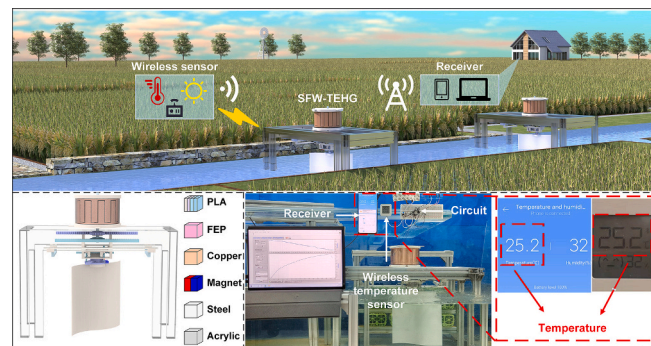 Wireless sensor
Receiver
SFW-TEHG
PLA
FEP
Copper
Magnet
Steel
Acrylic
Receiver
Circuit
Wireless
temperature
sensor
Temperature and humidi...
25.2
32
25.2
Temperature